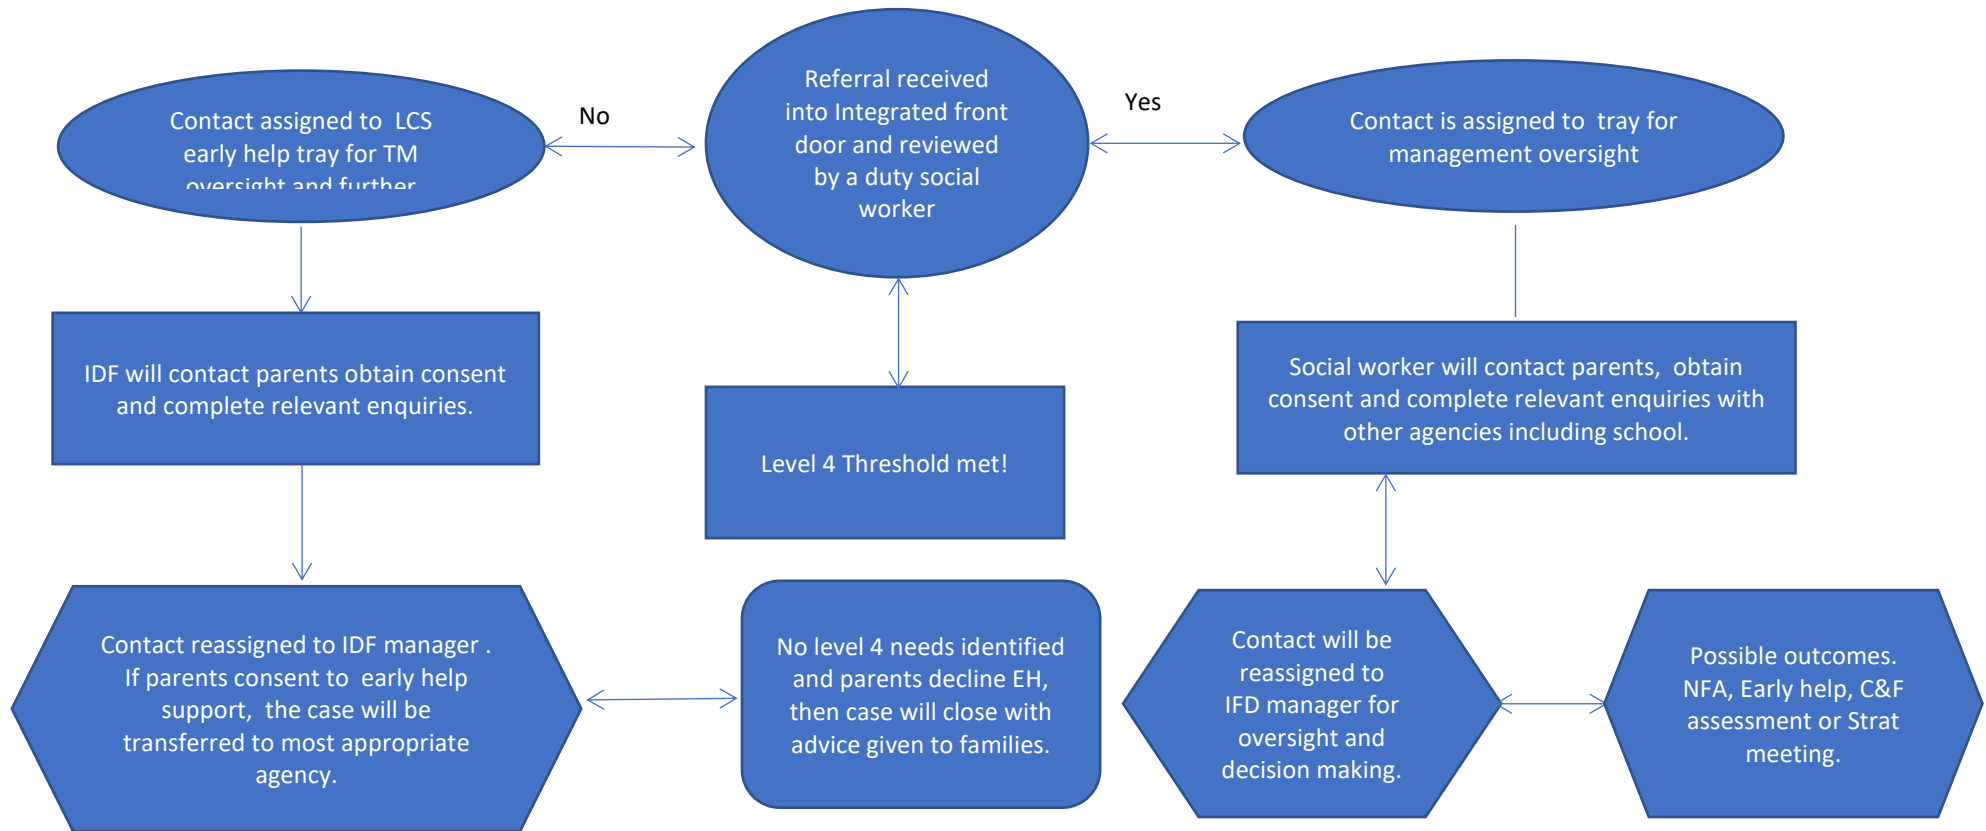 Contact assigned to LCS
early help tray for TM
oversight and further
No
Referral received
into Integrated front
door and reviewed
by a duty social
worker
Yes
Contact is assigned to tray for
management oversight
IDF will contact parents obtain consent
and complete relevant enquiries.
Level 4 Threshold met!
Social worker will contact parents, obtain
consent and complete relevant enquiries with
other agencies including school.
Contact reassigned to IDF manager .
If parents consent to early help
support, the case will be
transferred to most appropriate
agency.
No level 4 needs identified
and parents decline EH,
then case will close with
advice given to families.
Contact will be
reassigned to
IFD manager for
oversight and
decision making.
Possible outcomes.
NFA, Early help, C&F
assessment or Strat
meeting.